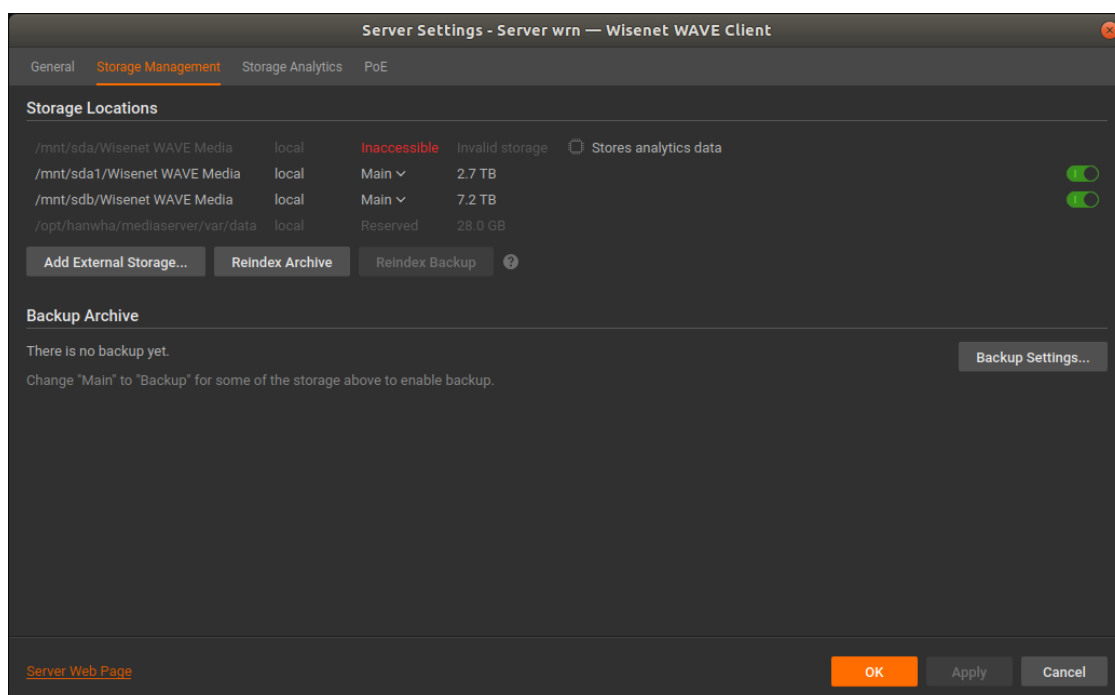 Server Settings - Server wrn — Wisenet WAVE Client
General Storage Management Storage Analytics PoE
Storage Locations
/mnt/sda/Wisenet WAVE Media local Inaccessible Invalid storage Stores analytics data
/mnt/sda1/Wisenet WAVE Media local Main 2.7 TB
/mnt/sdb/Wisenet WAVE Media local Main 7.2 TB
/opt/hanwha/mediaserver/var/data local Reserved 28.0 GB
Add External Storage... Reindex Archive Reindex Backup ?
Backup Archive
There is no backup yet.
Backup Settings...
Change "Main" to "Backup" for some of the storage above to enable backup.
Server Web Page OK Apply Cancel